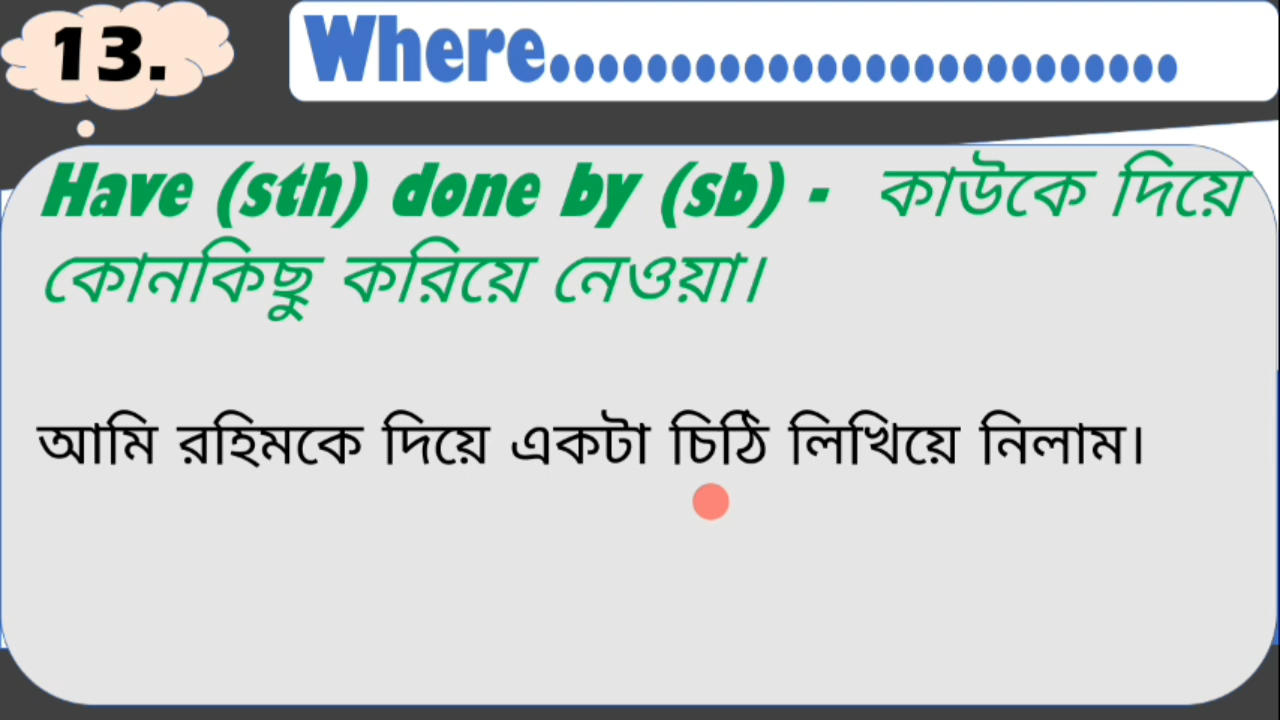 13.
Where...........................
Have (sth) done by (sb) - কাউকে দিয়ে
কোনকিছু করিয়ে নেওয়া।
আমি রহিমকে দিয়ে একটা চিঠি লিখিয়ে নিলাম।